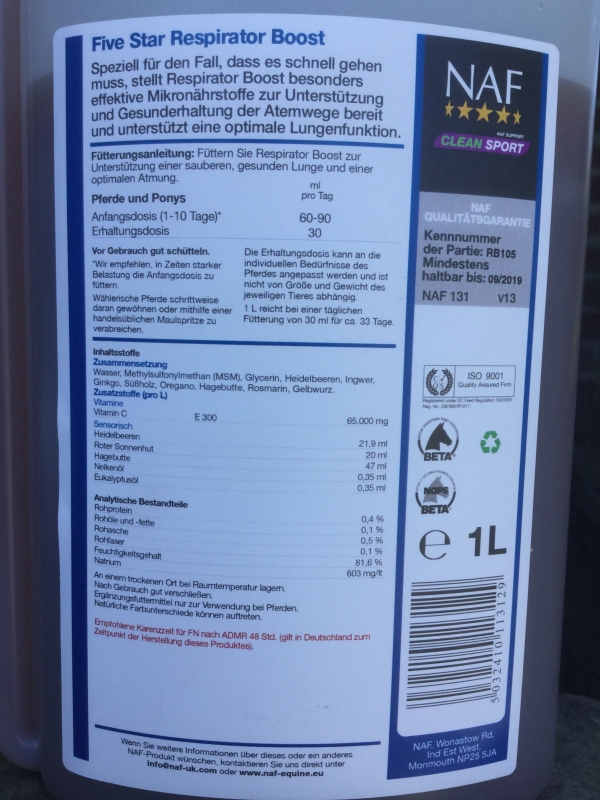 Five Star Respirator Boost
Speziell für den Fall, dass es schnell gehen
muss, stellt Respirator Boost besonders
effektive Mikronährstoffe zur Unterstützung
und Gesunderhaltung der Atemwege bereit
und unterstützt eine optimale Lungenfunktion.
Fütterungsanleitung: Füttern Sie Respirator Boost zur
Unterstützung einer sauberen, gesunden Lunge und einer
optimalen Atmung.
ml
Pferde und Ponys pro Tag
Anfangsdosis (1-10 Tage)* 60-90
Erhaltungsdosis 30
Vor Gebrauch gut schütteln.
*Wir empfehlen, in Zeiten starker
Belastung die Anfangsdosis zu
füttern.
Wählerische Pferde schrittweise
daran gewöhnen oder mithilfe einer
handelsüblichen Maulspritze zu
verabreichen.
Die Erhaltungsdosis kann an die
individuellen Bedürfnisse des
Pferdes angepasst werden und ist
nicht von Größe und Gewicht des
jeweiligen Tieres abhängig.
1 L reicht bei einer täglichen
Fütterung von 30 ml für ca. 33 Tage.
Inhaltsstoffe
Zusammensetzung
Wasser, Methylsulfonylmethan (MSM), Glycerin, Heidelbeeren, Ingwer,
Ginkgo, Süßholz, Oregano, Hagebutte, Rosmarin, Gelbwurz.
Zusatzstoffe (pro L)
Vitamine
Vitamin C E 300 65.000 mg
Sensorisch
Heidelbeeren 21,9 ml
Roter Sonnenhut 20 ml
Hagebutte 47 ml
Nelkenöl 0,35 ml
Eukalyptusöl 0,35 ml
Analytische Bestandteile
Rohprotein 0,4 %
Rohöle und -fette 0,1 %
Rohasche 0,5 %
Rohfaser 0,1 %
Feuchtigkeitsgehalt 81,6 %
Natrium 603 mg/lt
An einem trockenen Ort bei Raumtemperatur lagern.
Nach Gebrauch gut verschließen.
Ergänzungsfuttermittel nur zur Verwendung bei Pferden.
Natürliche Farbunterschiede können auftreten.
Empfohlene Karenzzeit für FN nach ADMR 48 Std. (gilt in Deutschland zum
Zeitpunkt der Herstellung dieses Produktes).
Wenn Sie weitere Informationen über dieses oder ein anderes
NAF-Produkt wünschen, kontaktieren Sie uns direkt unter
info@naf-uk.com oder www.naf-equine.eu
NAF
NAF SUPPORT
CLEAN SPORT
NAF
QUALITÄTSGARANTIE
Kennnummer
der Partie: RB105
Mindestens
haltbar bis: 09/2019
NAF 131 v13
ISO 9001
Quality Assured Firm
BETA
NOPS
BETA
e 1L
5 032410 113129
NAF, Wonastow Rd,
Ind Est West,
Monmouth NP25 5JA